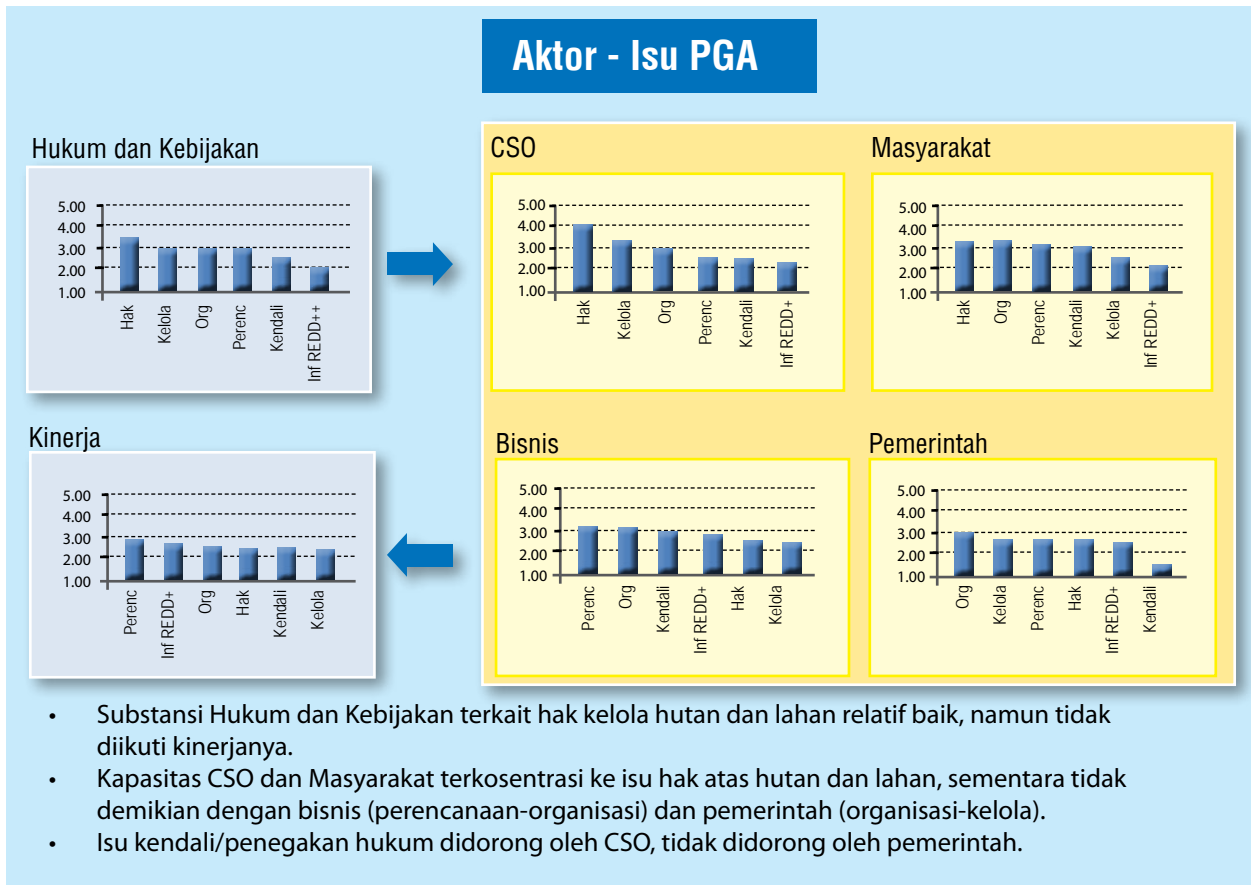 Aktor - Isu PGA
Hukum dan Kebijakan
5.00
4.00
3.00
2.00
1.00
Hak
Kelola
Org
Perenc
Kendali
Inf REDD++
CSO
5.00
4.00
3.00
2.00
1.00
Hak
Kelola
Org
Perenc
Kendali
Inf REDD+
Masyarakat
5.00
4.00
3.00
2.00
1.00
Hak
Org
Perenc
Kendali
Kelola
Inf REDD+
Kinerja
5.00
4.00
3.00
2.00
1.00
Perenc
Inf REDD+
Org
Hak
Kendali
Kelola
Bisnis
5.00
4.00
3.00
2.00
1.00
Perenc
Org
Kendali
Inf REDD+
Hak
Kelola
Pemerintah
5.00
4.00
3.00
2.00
1.00
Org
Kelola
Perenc
Hak
Inf REDD+
Kendali
• Substansi Hukum dan Kebijakan terkait hak kelola hutan dan lahan relatif baik, namun tidak
diikuti kinerjanya.
• Kapasitas CSO dan Masyarakat terkosentrasi ke isu hak atas hutan dan lahan, sementara tidak
demikian dengan bisnis (perencanaan-organisasi) dan pemerintah (organisasi-kelola).
• Isu kendali/penegakan hukum didorong oleh CSO, tidak didorong oleh pemerintah.